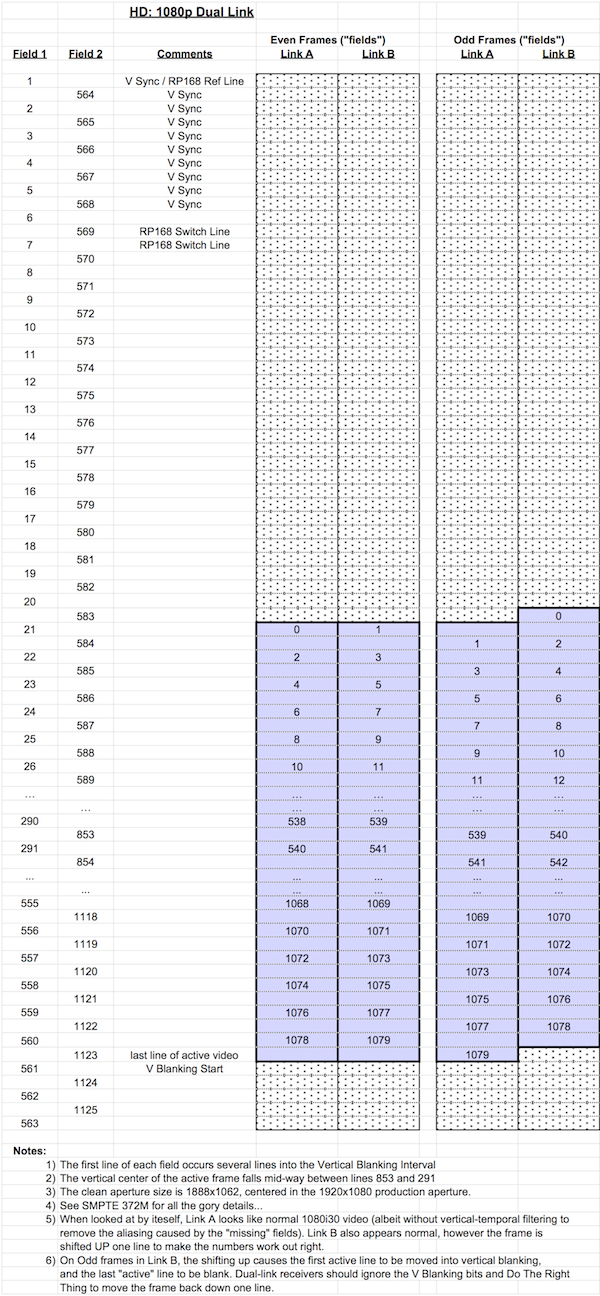 HD: 1080p Dual Link
Even Frames ("fields") Odd Frames ("fields")
Field 1 Field 2 Comments Link A Link B Link A Link B
1 V Sync / RP168 Ref Line
564 V Sync
2 V Sync
565 V Sync
3 V Sync
566 V Sync
4 V Sync
567 V Sync
5 V Sync
568 V Sync
6
569 RP168 Switch Line
7 RP168 Switch Line
570
8
571
9
572
10
573
11
574
12
575
13
576
14
577
15
578
16
579
17
580
18
581
19
582
20
583 0
21 0 1
584 1 2
22 2 3
585 3 4
23 4 5
586 5 6
24 6 7
587 7 8
25 8 9
588 9 10
26 10 11
589 11 12
... ... ... ... ...
... ... ... ... ...
290 538 539
853 539 540
291 540 541
854 541 542
... ... ... ... ...
... ... ... ... ...
555 1068 1069
1118 1069 1070
556 1070 1071
1119 1071 1072
557 1072 1073
1120 1073 1074
558 1074 1075
1121 1075 1076
559 1076 1077
1122 1077 1078
560 1078 1079
1123 last line of active video 1079
561 V Blanking Start
1124
562
1125
563
Notes:
1) The first line of each field occurs several lines into the Vertical Blanking Interval
2) The vertical center of the active frame falls mid-way between lines 853 and 291
3) The clean aperture size is 1888x1062, centered in the 1920x1080 production aperture.
4) See SMPTE 372M for all the gory details...
5) When looked at by iteself, Link A looks like normal 1080i30 video (albeit without vertical-temporal filtering to
remove the aliasing caused by the "missing" fields). Link B also appears normal, however the frame is
shifted UP one line to make the numbers work out right.
6) On Odd frames in Link B, the shifting up causes the first active line to be moved into vertical blanking,
and the last "active" line to be blank. Dual-link receivers should ignore the V Blanking bits and Do The Right
Thing to move the frame back down one line.